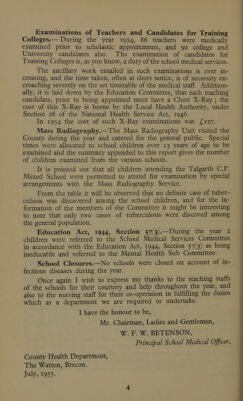 Examinations of Teachers and Candidates for Training
Colleges.— During the year 1954, 86 teachers were medically
examined prior to scholastic appointments, and 90 college and
University candidates also. The examination of candidates for
Training Colleges is, as you know, a duty of the school medical services.
The ancillary work entailed in such examinations is ever in-
creasing, and the time taken, often at short notice, is of necessity en-
croaching severely on the set timetable of the medical staff. Addition-
ally, it is laid down by the Education Committee, that each teaching
candidate, prior to being appointed must have a Chest X-Ray ; the
cost of this X-Ray is borne by the Local Health Authority, under
Section 28 of the National Health Service Act, 1946.
In 1954 the cost of such X-Ray examinations was £127.
Mass Radiography.—The Mass Radiography Unit visited the
County during the year and catered for the general public. Special
times were allocated to school children over 13 years of age to be
examined and the summary appended to this report gives the number
of children examined from the various schools.
It is pointed out that all children attending the Talgarth C.P.
Mixed School were permitted to attend for examination by special
arrangements with the Mass Radiography Service.
From the table it will be observed that no definite case of tuber-
culosis was discovered among the school children, and for the in-
formation of the members of the Committee it might be interesting
to note that only two cases of tuberculosis were discovered among
the general population.
Education Act, 1944, Section 57(3).—During the year 2
children were referred to the School Medical Services Committee
in accordance with the Education Act, 1944, Section 57(3) as being
ineducable and referred to the Mental Health Sub Committee.
School Closures.—No schools were closed on account of in-
fectious diseases during the year.
Once again I wish to express my thanks to the teaching staffs
of the schools for their courtesy and help throughout the year, and
also to the nursing staff for their co-operation in fulfilling the duties
which as a department we are required to undertake.
I have the honour to be,
Mr. Chairman, Ladies and Gentlemen,
W. F. W. BETENSON,
Principal School Medical Officer.
County Health Department,
The Watton, Brecon.
July, 1955.
4